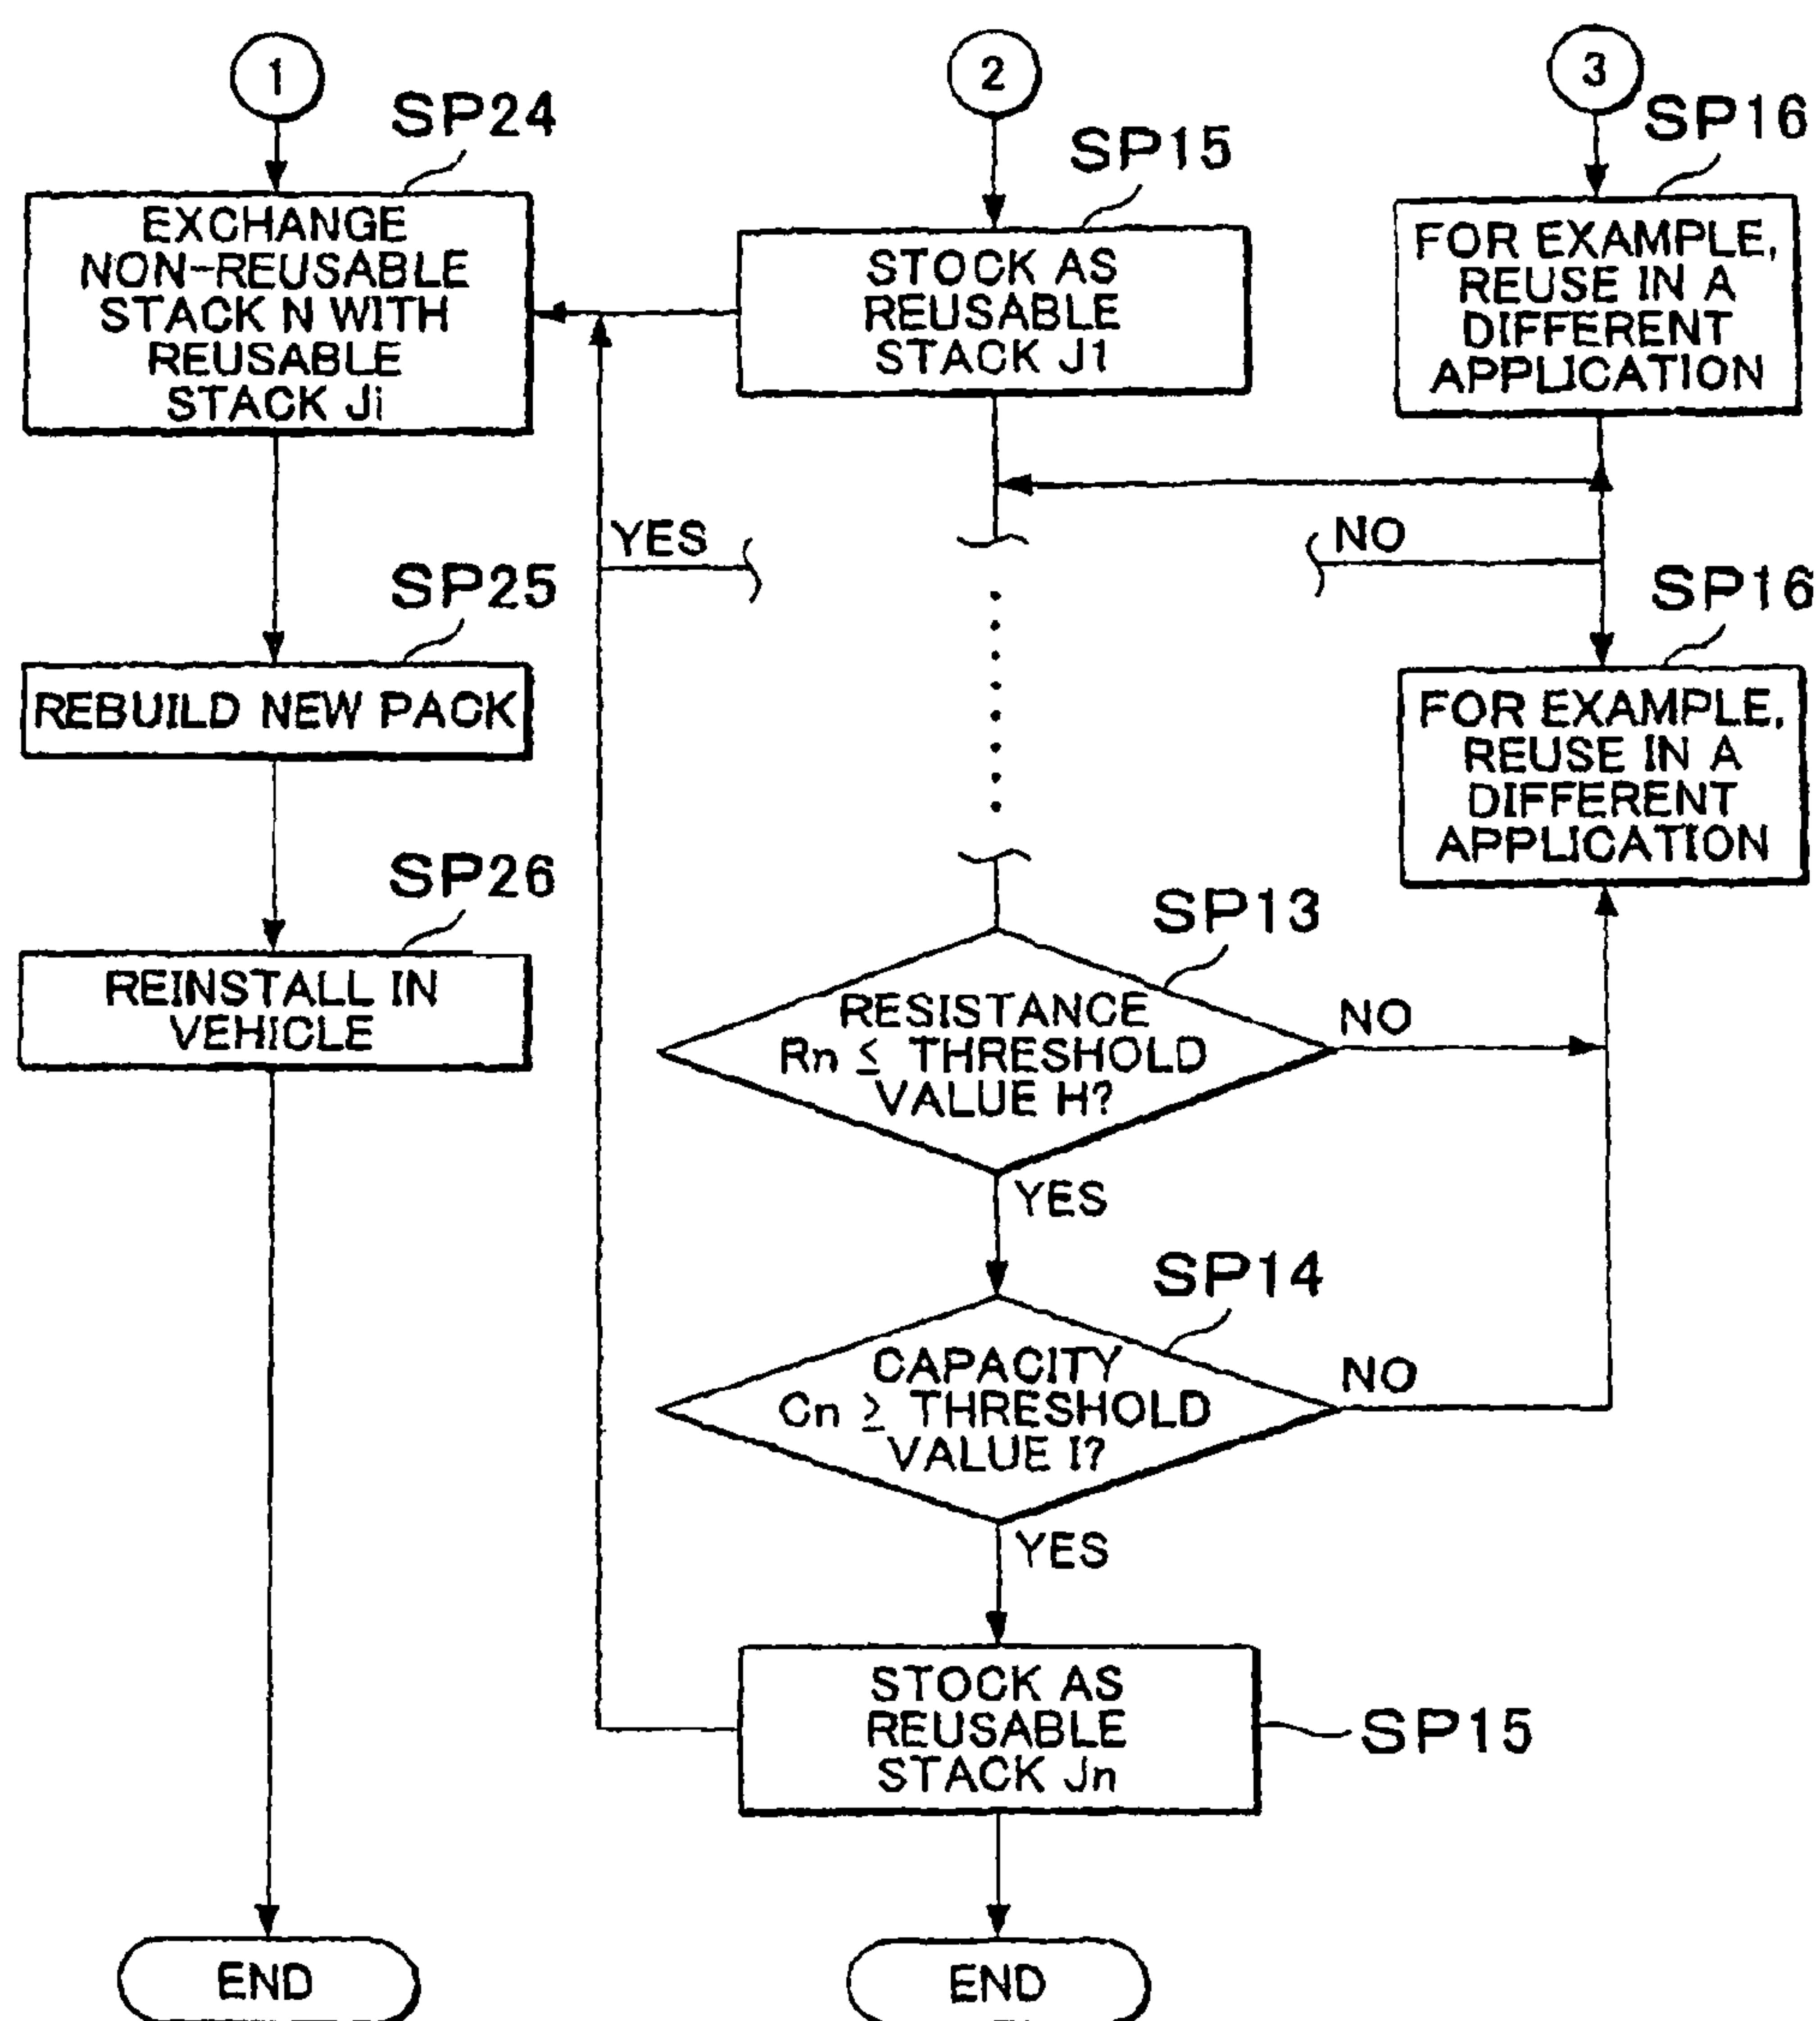 1
SP24
EXCHANGE
NON-REUSABLE
STACK N WITH
REUSABLE
STACK Ji
SP25
REBUILD NEW PACK
SP26
REINSTALL IN
VEHICLE
END
2
SP15
STOCK AS
REUSABLE
STACK J1
YES
SP13
RESISTANCE
Rn ≤ THRESHOLD
VALUE H?
NO
YES
SP14
CAPACITY
Cn ≥ THRESHOLD
VALUE I?
NO
YES
STOCK AS
REUSABLE
STACK Jn
SP15
END
3
SP16
FOR EXAMPLE,
REUSE IN A
DIFFERENT
APPLICATION
NO
SP16
FOR EXAMPLE,
REUSE IN A
DIFFERENT
APPLICATION